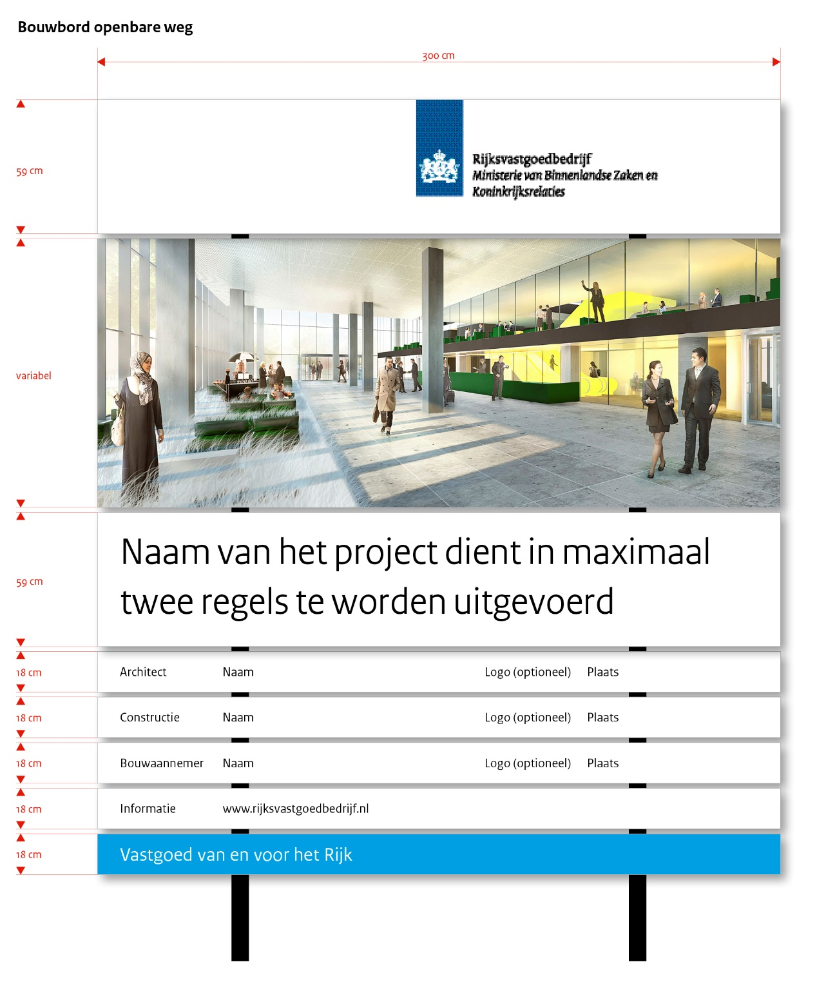 Bouwbord openbare weg
300 cm
59 cm
Rijksvastgoedbedrijf
Ministerie van Binnenlandse Zaken en
Koninkrijksrelaties
variabel
59 cm
Naam van het project dient in maximaal
twee regels te worden uitgevoerd
18 cm Architect Naam Logo (optioneel) Plaats
18 cm Constructie Naam Logo (optioneel) Plaats
18 cm Bouwaannemer Naam Logo (optioneel) Plaats
18 cm Informatie www.rijksvastgoedbedrijf.nl
18 cm Vastgoed van en voor het Rijk